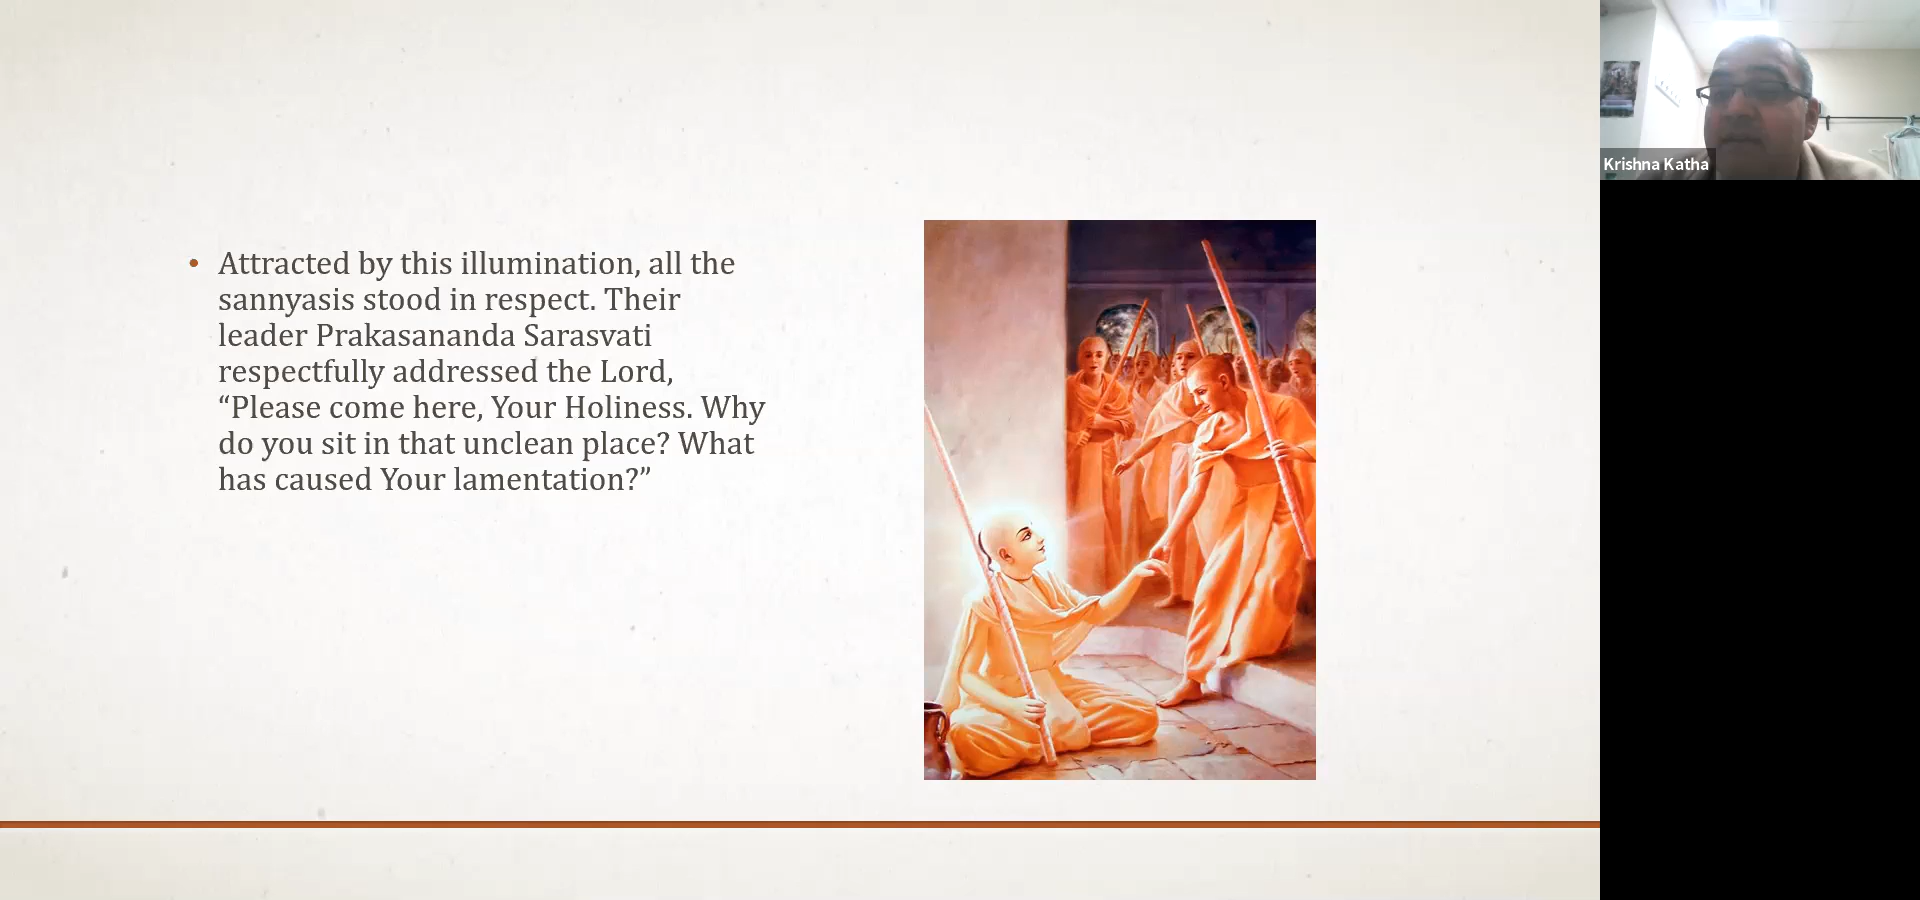 Attracted by this illumination, all the
sannyasis stood in respect. Their
leader Prakasananda Sarasvati
respectfully addressed the Lord,
“Please come here, Your Holiness. Why
do you sit in that unclean place? What
has caused Your lamentation?”
Krishna Katha